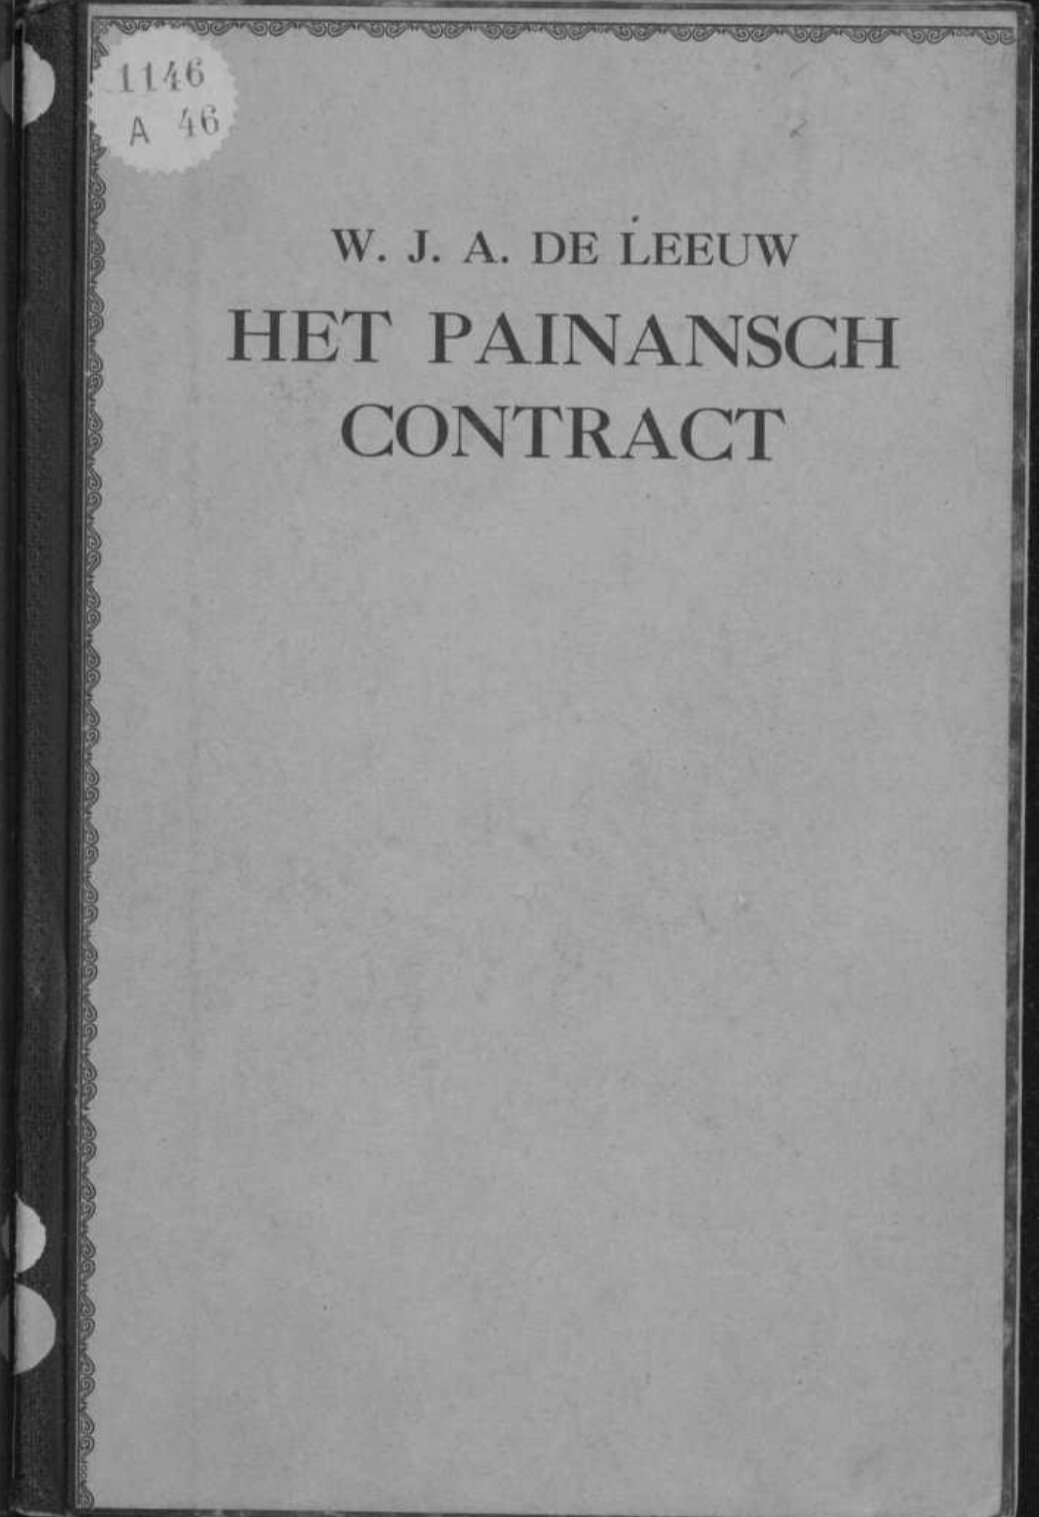 1146
A 46
W. J. A. DE LEEUW
HET PAINANSCH
CONTRACT